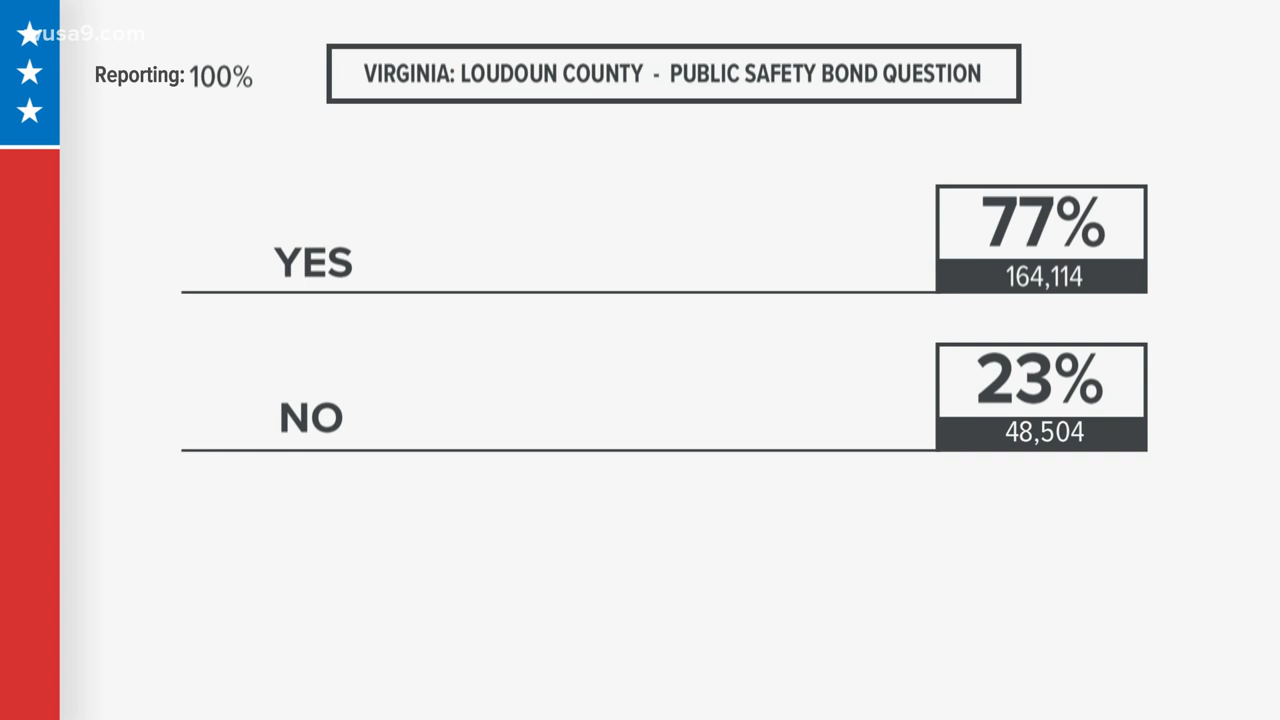 wusa9.com
Reporting: 100%
VIRGINIA: LOUDOUN COUNTY - PUBLIC SAFETY BOND QUESTION
77%
YES
164,114
23%
NO
48,504